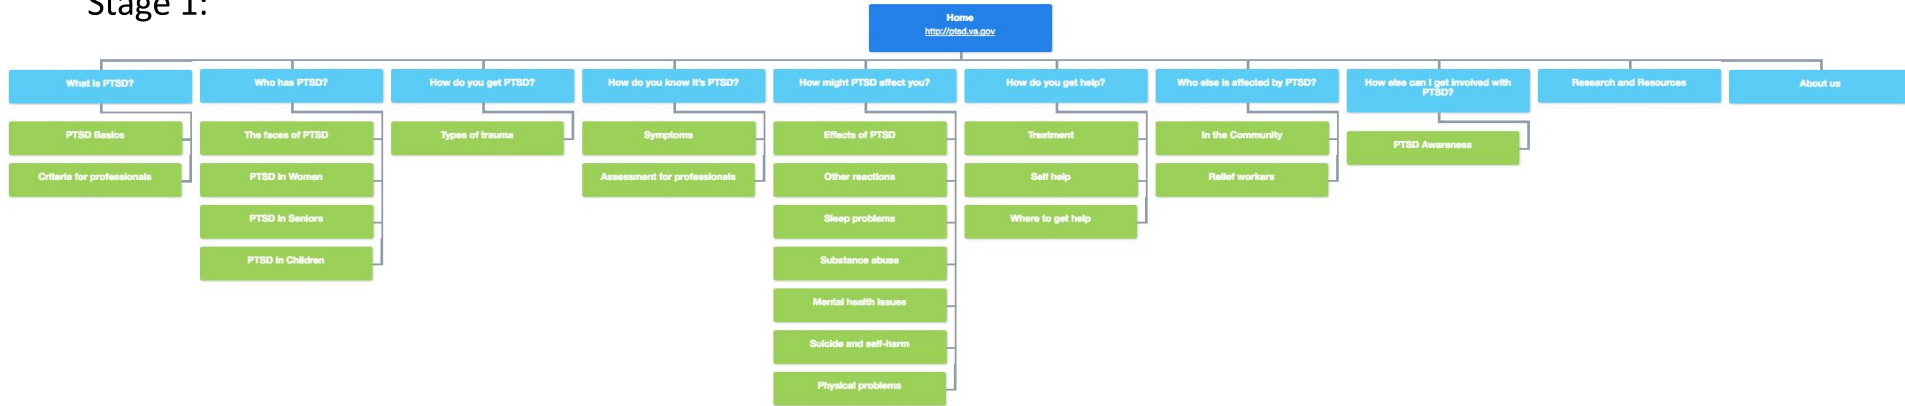 Stage 1:
Home
http://ptsd.va.gov
What is PTSD?
Who has PTSD?
How do you get PTSD?
How do you know it's PTSD?
How might PTSD affect you?
How do you get help?
Who else is affected by PTSD?
How else can I get involved with
PTSD?
Research and Resources
About us
PTSD Basics
Criteria for professionals
The faces of PTSD
PTSD in Women
PTSD in Seniors
PTSD in Children
Types of trauma
Symptoms
Assessment for professionals
Effects of PTSD
Other reactions
Sleep problems
Substance abuse
Mental health issues
Suicide and self-harm
Physical problems
Treatment
Self help
Where to get help
In the Community
Relief workers
PTSD Awareness